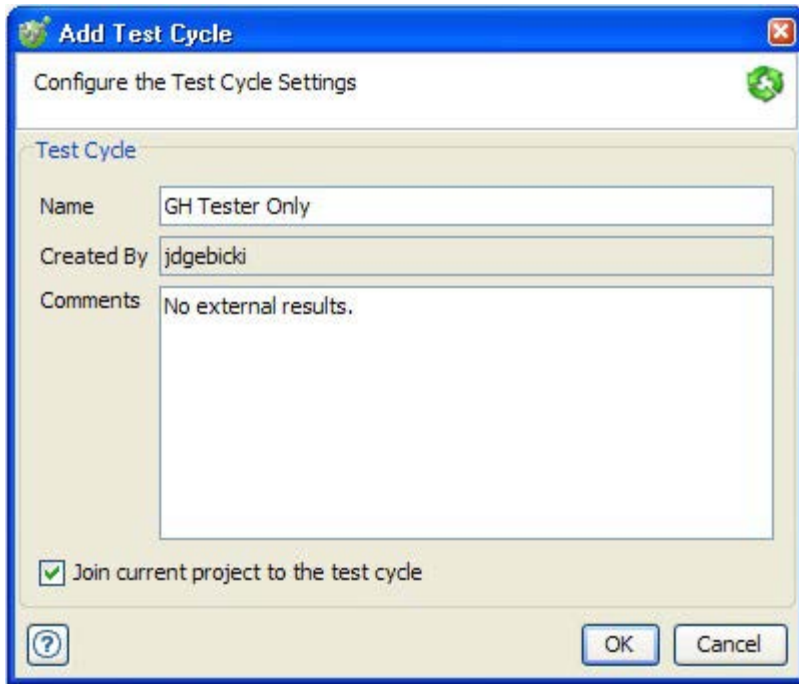 Add Test Cycle
Configure the Test Cycle Settings
Test Cycle
Name GH Tester Only
Created By jdgebicki
Comments No external results.
Join current project to the test cycle
? OK Cancel